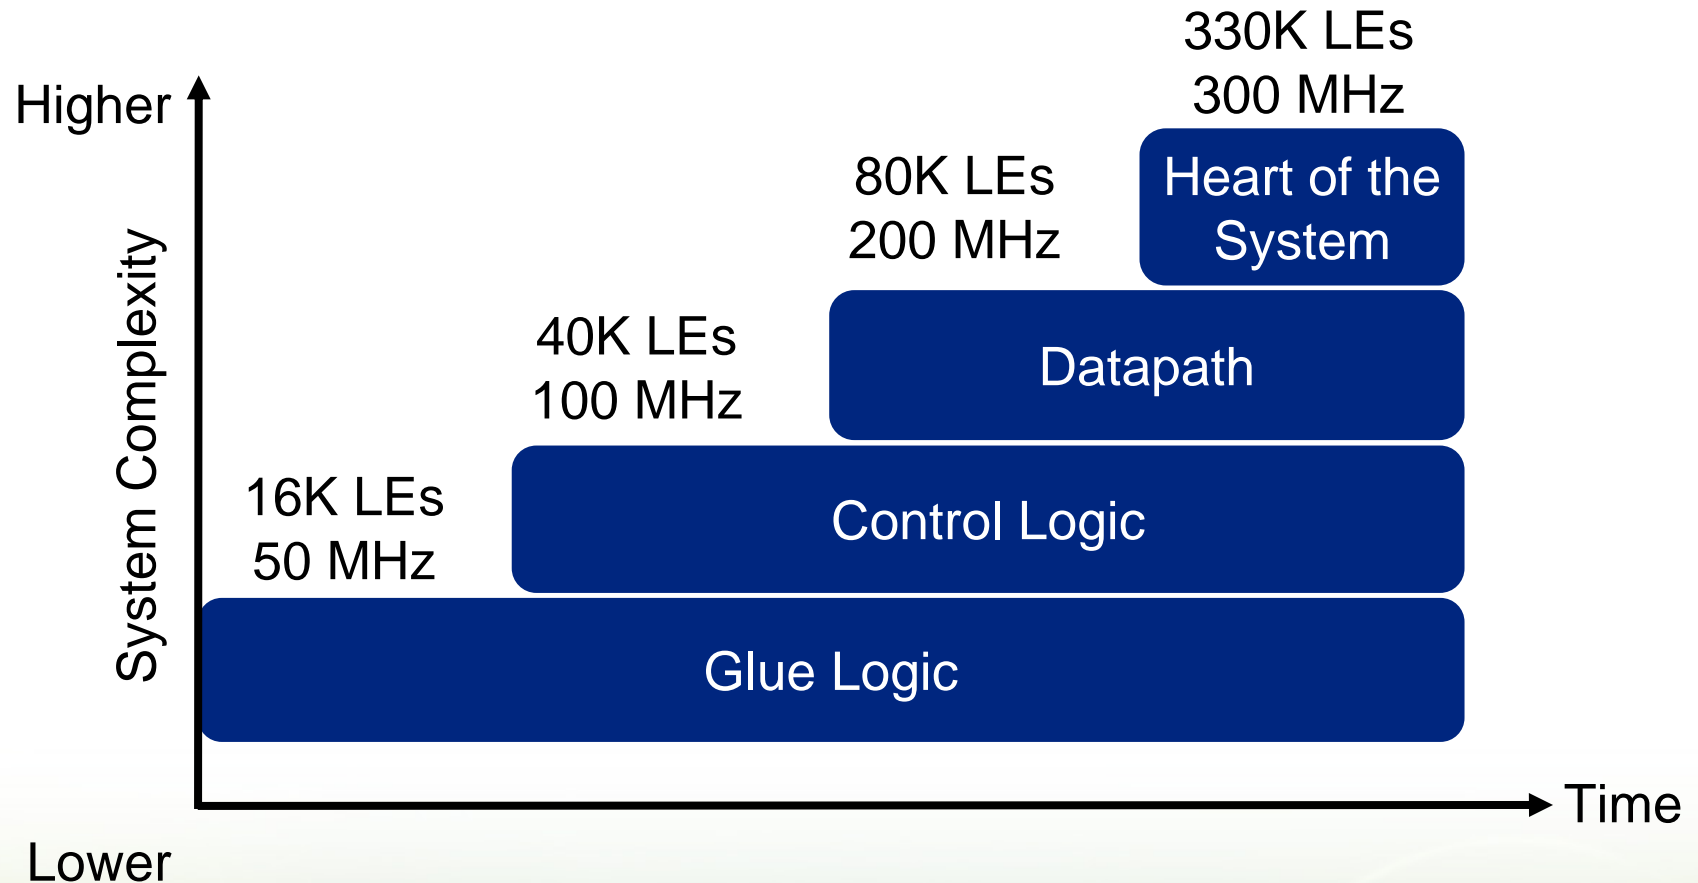 330K LEs
300 MHz
Higher
80K LEs
200 MHz
Heart of the
System
40K LEs
100 MHz
Datapath
System Complexity
16K LEs
50 MHz
Control Logic
Glue Logic
Time
Lower